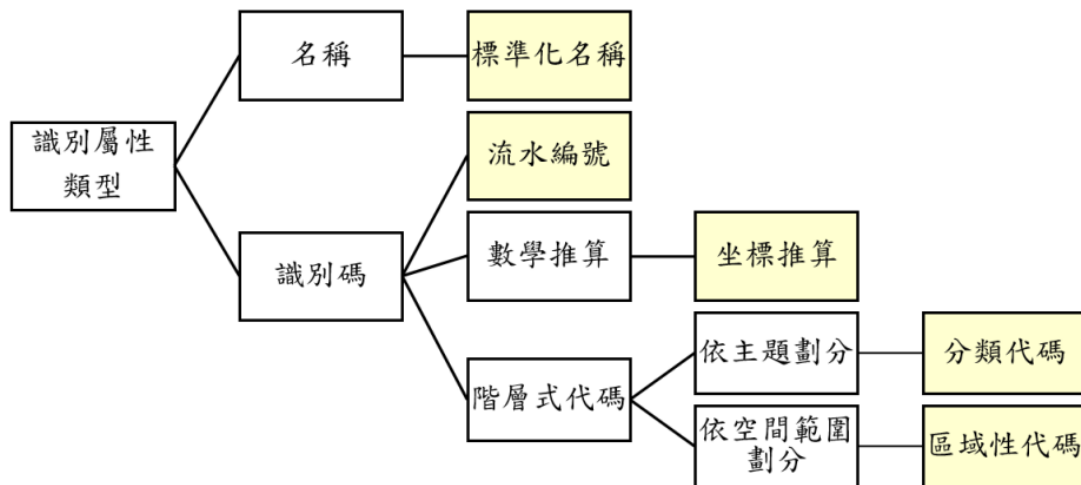 名稱
標準化名稱
識別屬性
類型
流水編號
識別碼
數學推算
坐標推算
階層式代碼
依主題劃分
分類代碼
依空間範圍
劃分
區域性代碼